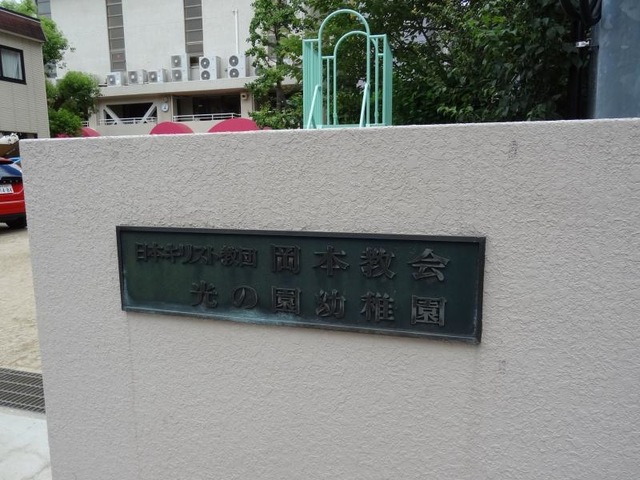 日本キリスト教団 岡本教会
光の園幼稚園